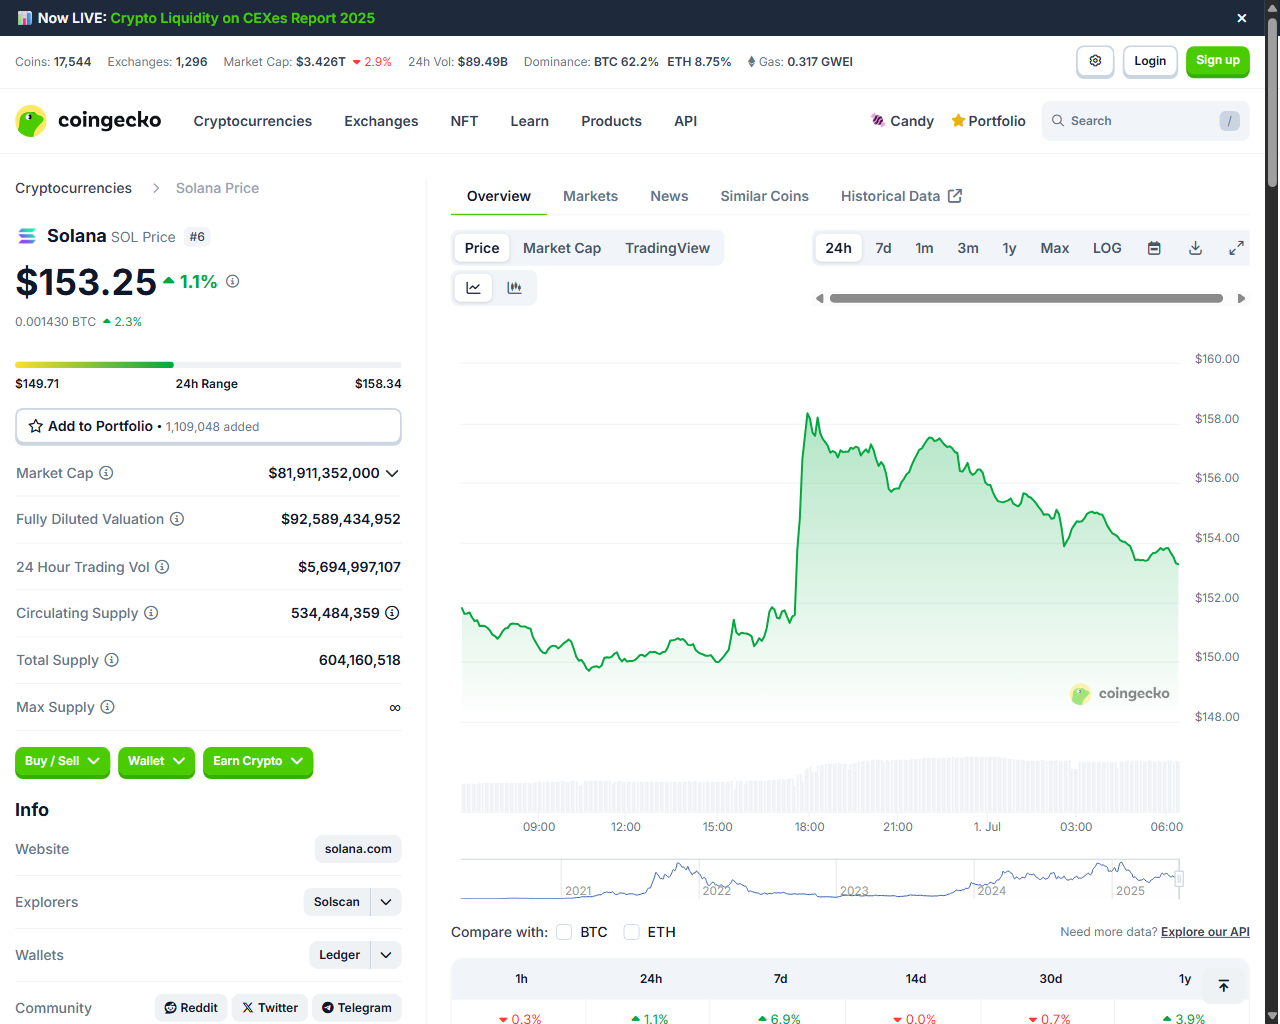 Now LIVE: Crypto Liquidity on CEXes Report 2025
Coins: 17,544 Exchanges: 1,296 Market Cap: $3.426T 2.9% 24h Vol: $89.49B Dominance: BTC 62.2% ETH 8.75% Gas: 0.317 GWEI
Login
Sign up
coingecko
Cryptocurrencies Exchanges NFT Learn Products API
Candy Portfolio Search /
Cryptocurrencies Solana Price
Solana SOL Price #6
$153.25 1.1%
0.001430 BTC 2.3%
$149.71 24h Range $158.34
Add to Portfolio • 1,109,048 added
Market Cap $81,911,352,000
Fully Diluted Valuation $92,589,434,952
24 Hour Trading Vol $5,694,997,107
Circulating Supply 534,484,359
Total Supply 604,160,518
Max Supply ∞
Buy / Sell Wallet Earn Crypto
Info
Website solana.com
Explorers Solscan
Wallets Ledger
Community Reddit Twitter Telegram
Overview Markets News Similar Coins Historical Data
Price Market Cap TradingView
24h 7d 1m 3m 1y Max LOG
$160.00
$158.00
$156.00
$154.00
$152.00
$150.00
$148.00
coingecko
09:00 12:00 15:00 18:00 21:00 1. Jul 03:00 06:00
2021 2022 2023 2024 2025
Compare with: BTC ETH
Need more data? Explore our API
1h 24h 7d 14d 30d 1y
0.3% 1.1% 6.9% 0.0% 0.7% 3.9%